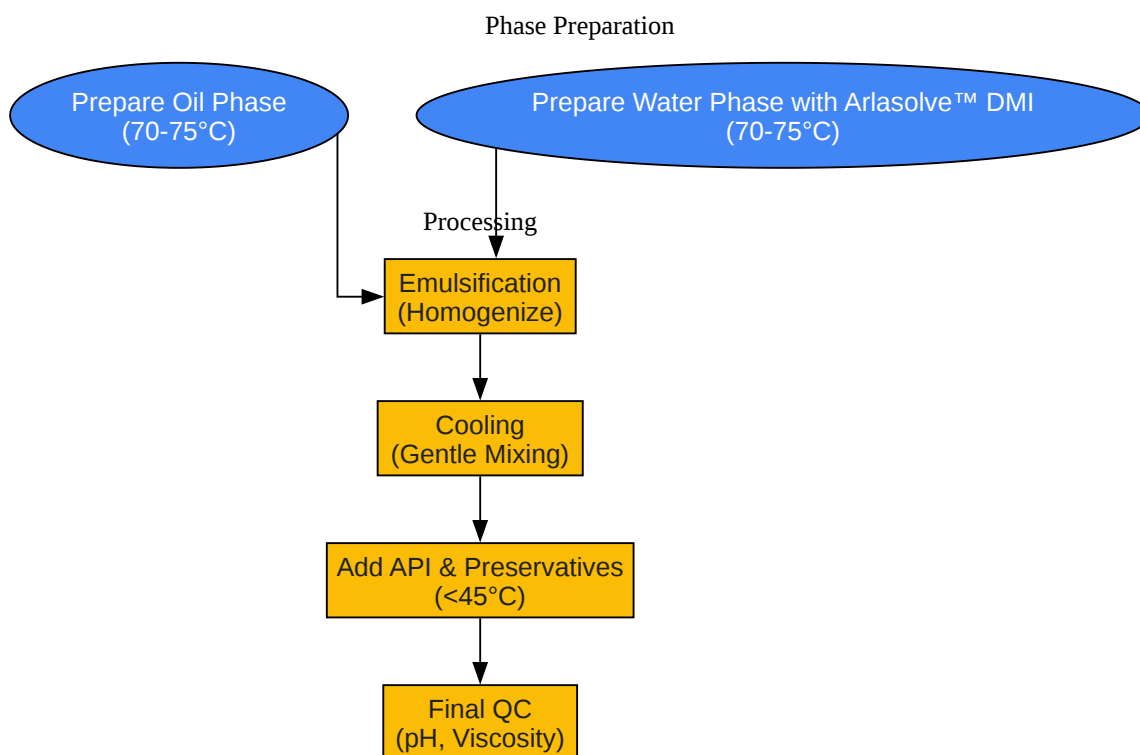 Phase Preparation
Prepare Oil Phase
(70-75°C)
Prepare Water Phase with Arlasolve™ DMI
(70-75°C)
Processing
Emulsification
(Homogenize)
Cooling
(Gentle Mixing)
Add API & Preservatives
(<45°C)
Final QC
(pH, Viscosity)